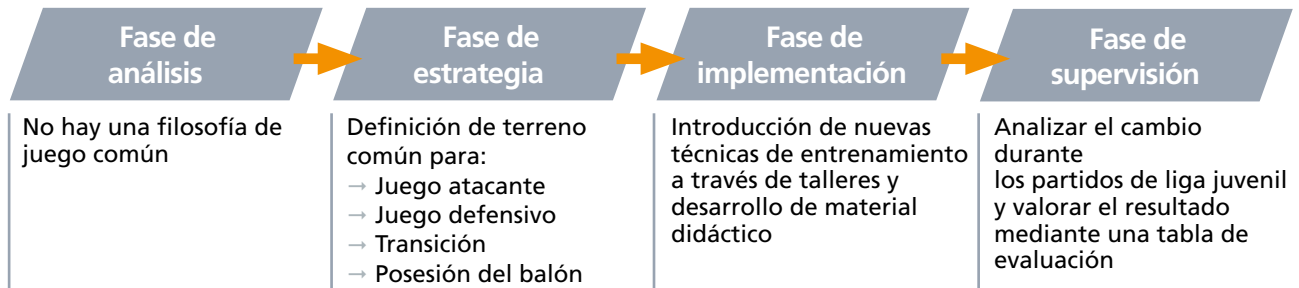 Fase de
análisis
Fase de
estrategia
Fase de
implementación
Fase de
supervisión
No hay una filosofía de
juego común
Definición de terreno
común para:
→ Juego atacante
→ Juego defensivo
→ Transición
→ Posesión del balón
Introducción de nuevas
técnicas de entrenamiento
a través de talleres y
desarrollo de material
didáctico
Analizar el cambio
durante
los partidos de liga juvenil
y valorar el resultado
mediante una tabla de
evaluación